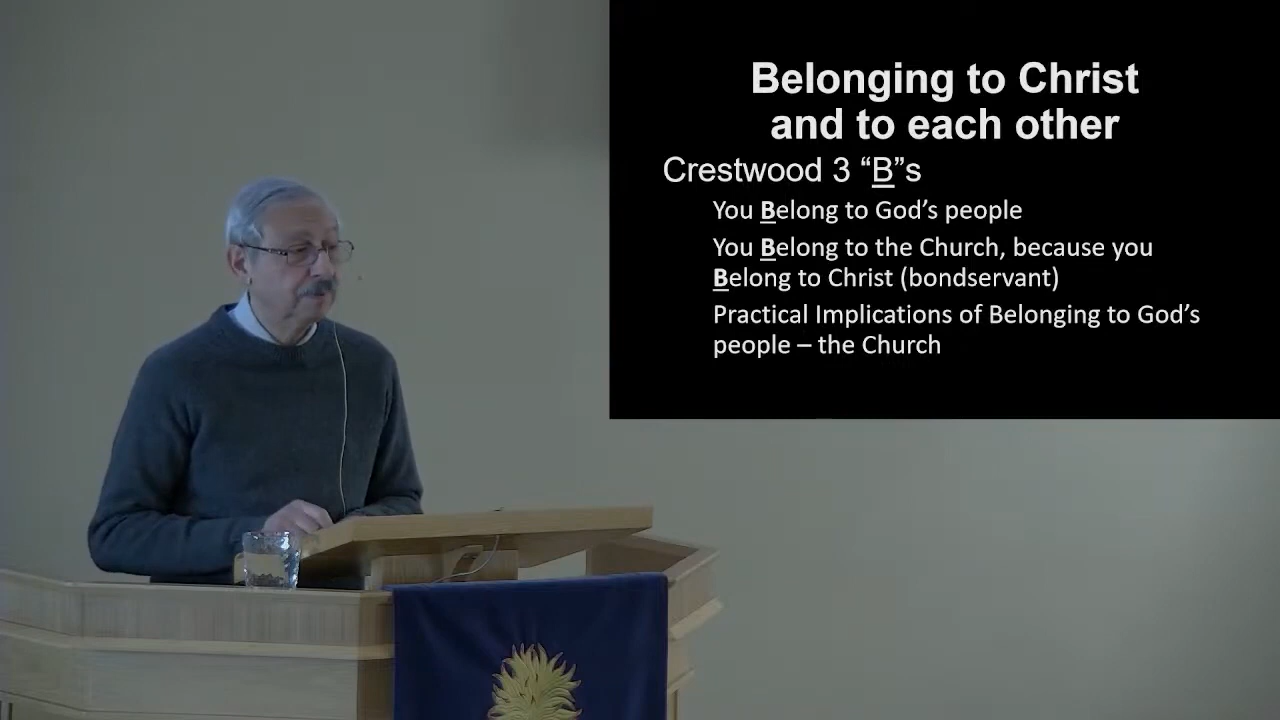 Belonging to Christ
and to each other
Crestwood 3 “B”s
You Belong to God’s people
You Belong to the Church, because you
Belong to Christ (bondservant)
Practical Implications of Belonging to God’s
people – the Church